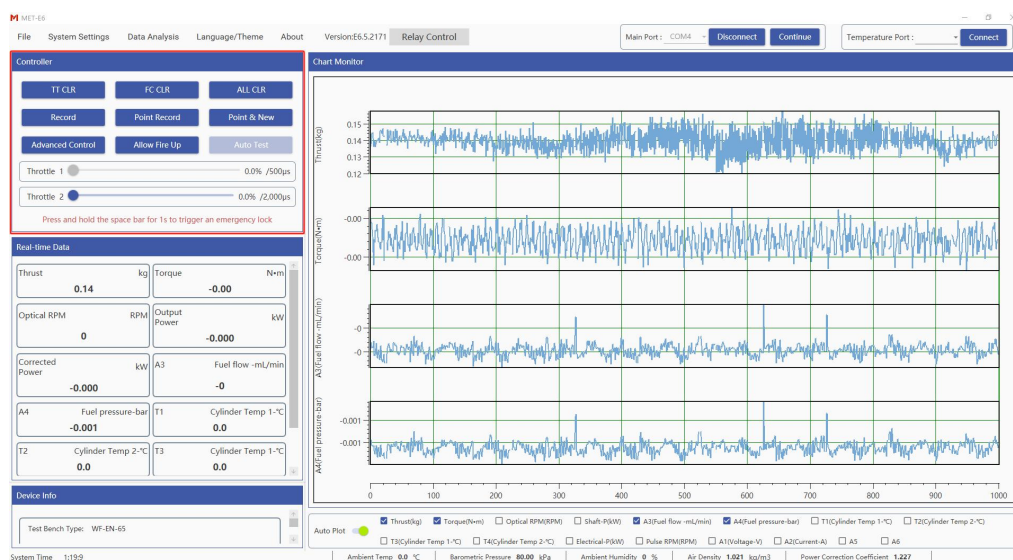 MET-E6
File System Settings Data Analysis Language/Theme About Version:E6.5.2171 Relay Control Main Port : COM4 Disconnect Continue Temperature Port : Connect
Controller
TT CLR FC CLR ALL CLR
Record Point Record Point & New
Advanced Control Allow Fire Up Auto Test
Throttle 1 0.0% /500μs
Throttle 2 0.0% /2,000μs
Press and hold the space bar for 1s to trigger an emergency lock
Real-time Data
Thrust kg Torque N•m
0.14 -0.00
Optical RPM RPM Output Power kW
0 -0.000
Corrected Power kW A3 Fuel flow -mL/min
-0.000 -0
A4 Fuel pressure-bar T1 Cylinder Temp 1-℃
-0.001 0.0
T2 Cylinder Temp 2-℃ T3 Cylinder Temp 1-℃
0.0 0.0
Device Info
Test Bench Type: WF-EN-65
Chart Monitor
Thrust(kg)
0.15
0.14
0.13
0.12
Torque(N•m)
-0.00
-0.00
A3(Fuel flow -mL/min)
-0
-0
A4(Fuel pressure-bar)
-0.001
-0.001
0 100 200 300 400 500 600 700 800 900 1000
Auto Plot
Thrust(kg) Torque(N•m) Optical RPM(RPM) Shaft-P(kW) A3(Fuel flow -mL/min) A4(Fuel pressure-bar) T1(Cylinder Temp 1-℃) T2(Cylinder Temp 2-℃)
T3(Cylinder Temp 1-℃) T4(Cylinder Temp 2-℃) Electrical-P(kW) Pulse RPM(RPM) A1(Voltage-V) A2(Current-A) A5 A6
System Time 1:19:9 Ambient Temp 0.0 ℃ Barometric Pressure 80.00 kPa Ambient Humidity 0 % Air Density 1.021 kg/m3 Power Correction Coefficient 1.227